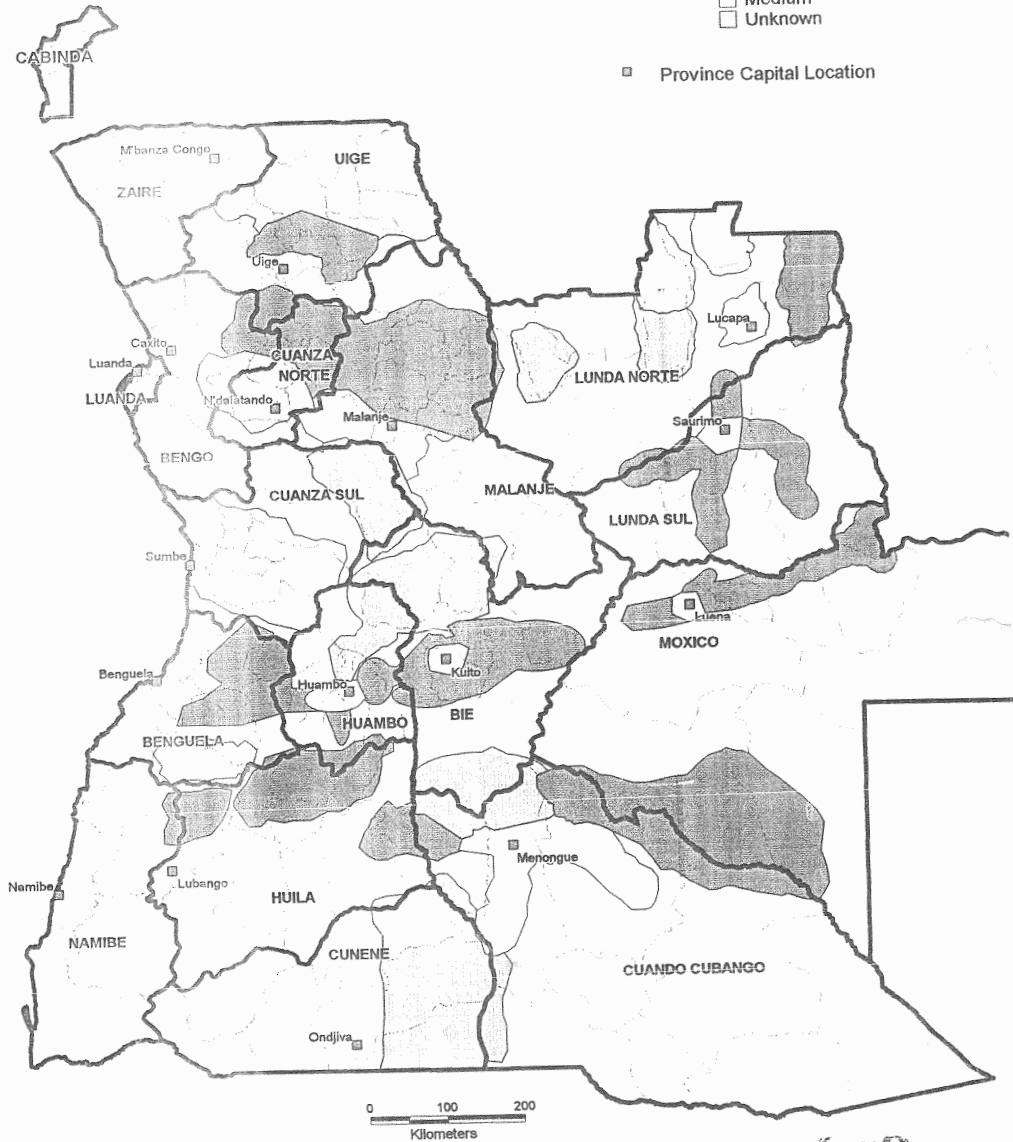 Medium
Unknown
Province Capital Location
CABINDA
M'banza Congo
UIGE
ZAIRE
Uige
Lucapa
Caxito
CUANZA
NORTE
Luanda
LUNDA NORTE
LUANDA
N'dalatando
Malanje
Saurimo
BENGO
CUANZA SUL
MALANJE
LUNDA SUL
Sumbe
Luena
MOXICO
Benguela
Kuito
Huambo
BIE
HUAMBO
BENGUELA
Menongue
Namibe
Lubango
HUILA
NAMIBE
CUNENE
CUANDO CUBANGO
Ondjiva
0 100 200
Kilometers